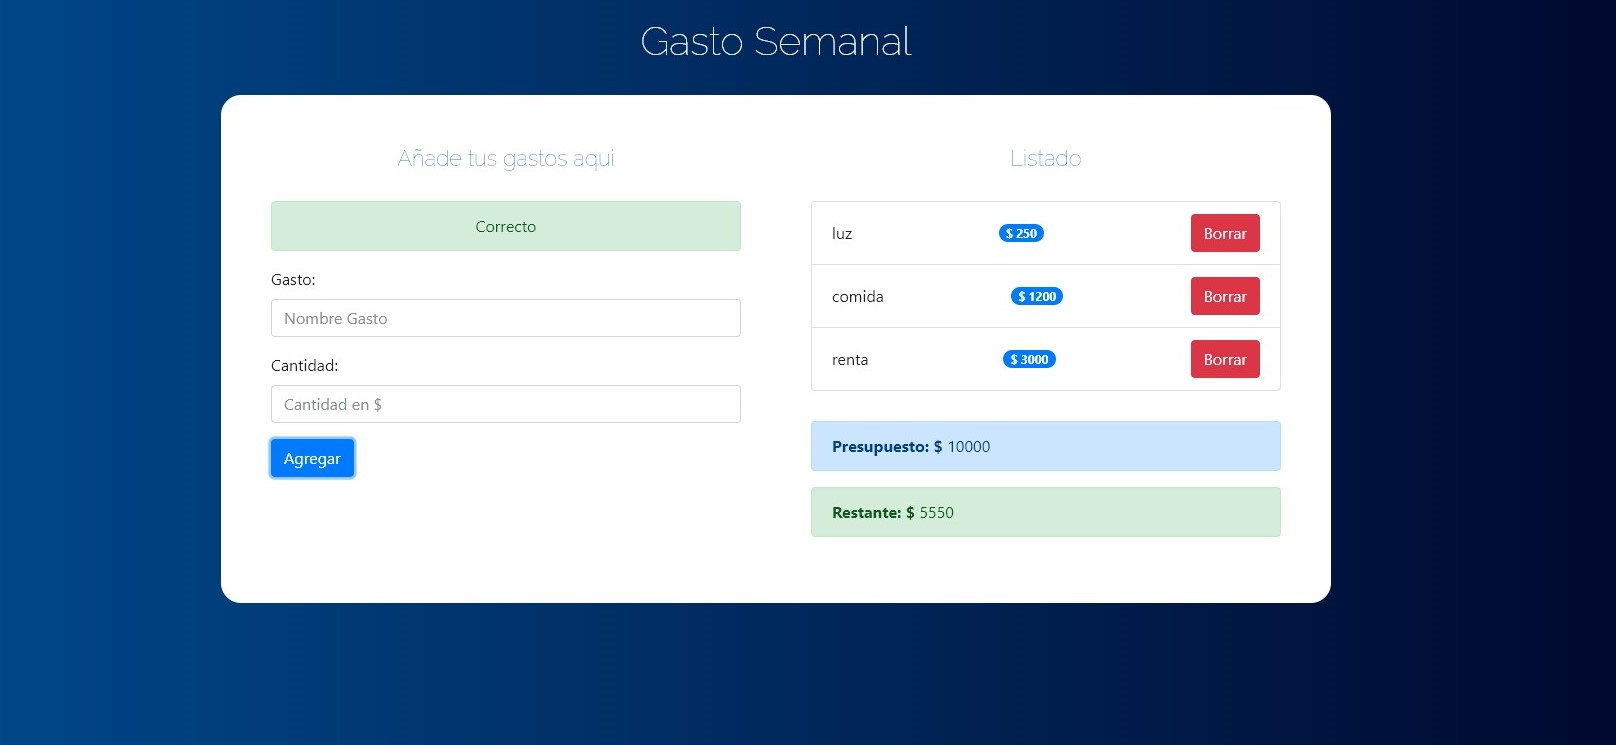 Gasto Semanal
Añade tus gastos aqui
Correcto
Gasto:
Nombre Gasto
Cantidad:
Cantidad en $
Agregar
Listado
luz $ 250 Borrar
comida $ 1200 Borrar
renta $ 3000 Borrar
Presupuesto: $ 10000
Restante: $ 5550